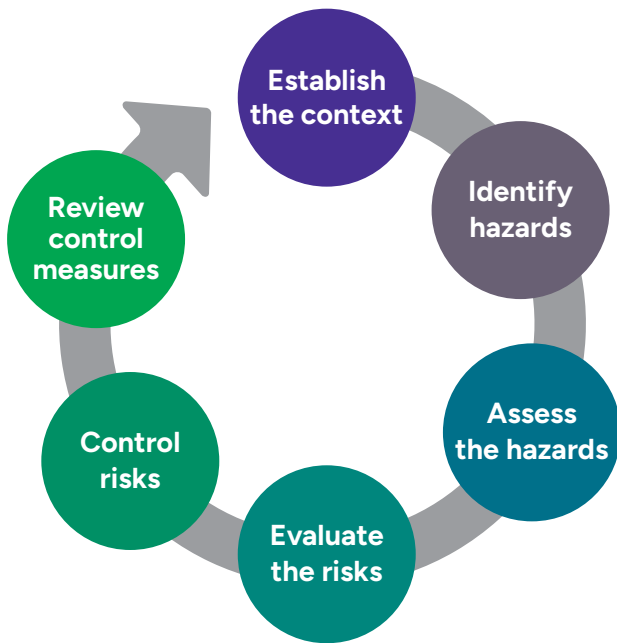 Establish
the context
Identify
hazards
Assess
the hazards
Evaluate
the risks
Control
risks
Review
control
measures